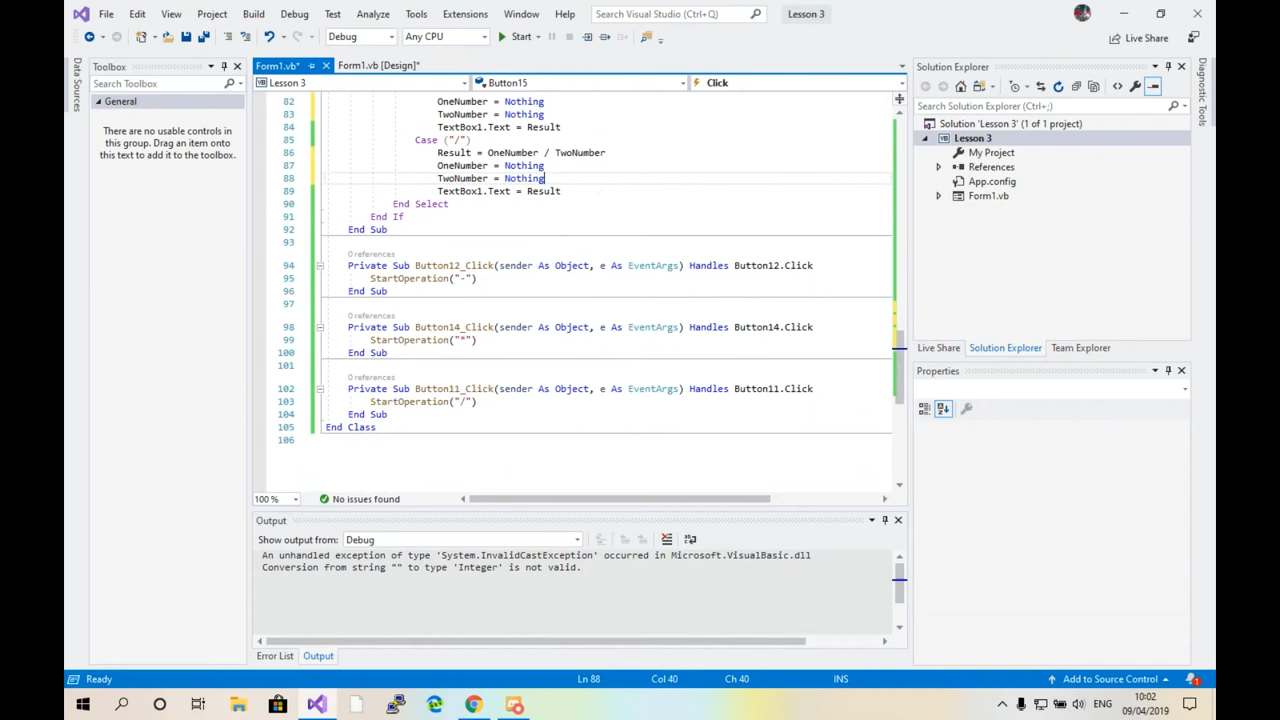 File Edit View Project Build Debug Test Analyze Tools Extensions Window Help Search Visual Studio (Ctrl+Q) Lesson 3
Debug Any CPU Start Live Share
Data Sources
Toolbox
Search Toolbox
General
There are no usable controls in
this group. Drag an item onto
this text to add it to the toolbox.
Form1.vb* Form1.vb [Design]*
VB Lesson 3 Button15 Click
82 OneNumber = Nothing
83 TwoNumber = Nothing
84 TextBox1.Text = Result
85 Case ("/")
86 Result = OneNumber / TwoNumber
87 OneNumber = Nothing
88 TwoNumber = Nothing
89 TextBox1.Text = Result
90 End Select
91 End If
92 End Sub
93
0 references
94 Private Sub Button12_Click(sender As Object, e As EventArgs) Handles Button12.Click
95 StartOperation("-")
96 End Sub
97
0 references
98 Private Sub Button14_Click(sender As Object, e As EventArgs) Handles Button14.Click
99 StartOperation("*")
100 End Sub
101
0 references
102 Private Sub Button11_Click(sender As Object, e As EventArgs) Handles Button11.Click
103 StartOperation("/")
104 End Sub
105 End Class
106
100 % No issues found
Output
Show output from: Debug
An unhandled exception of type 'System.InvalidCastException' occurred in Microsoft.VisualBasic.dll
Conversion from string "" to type 'Integer' is not valid.
Error List Output
Solution Explorer
Search Solution Explorer (Ctrl+;)
Solution 'Lesson 3' (1 of 1 project)
VB Lesson 3
My Project
References
App.config
Form1.vb
Live Share Solution Explorer Team Explorer
Properties
Diagnostic Tools
Ready Ln 88 Col 40 Ch 40 INS Add to Source Control 1
ENG 10:02
09/04/2019